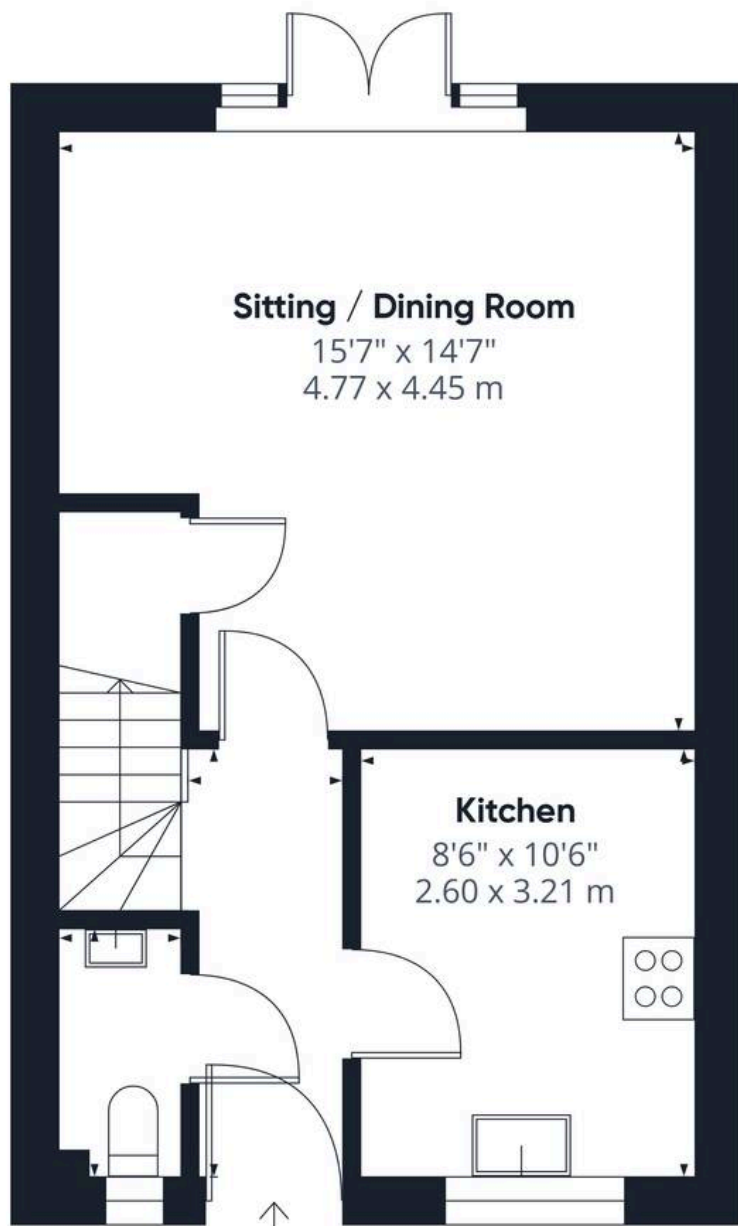 Sitting / Dining Room
15'7" x 14'7"
4.77 x 4.45 m
Kitchen
8'6" x 10'6"
2.60 x 3.21 m